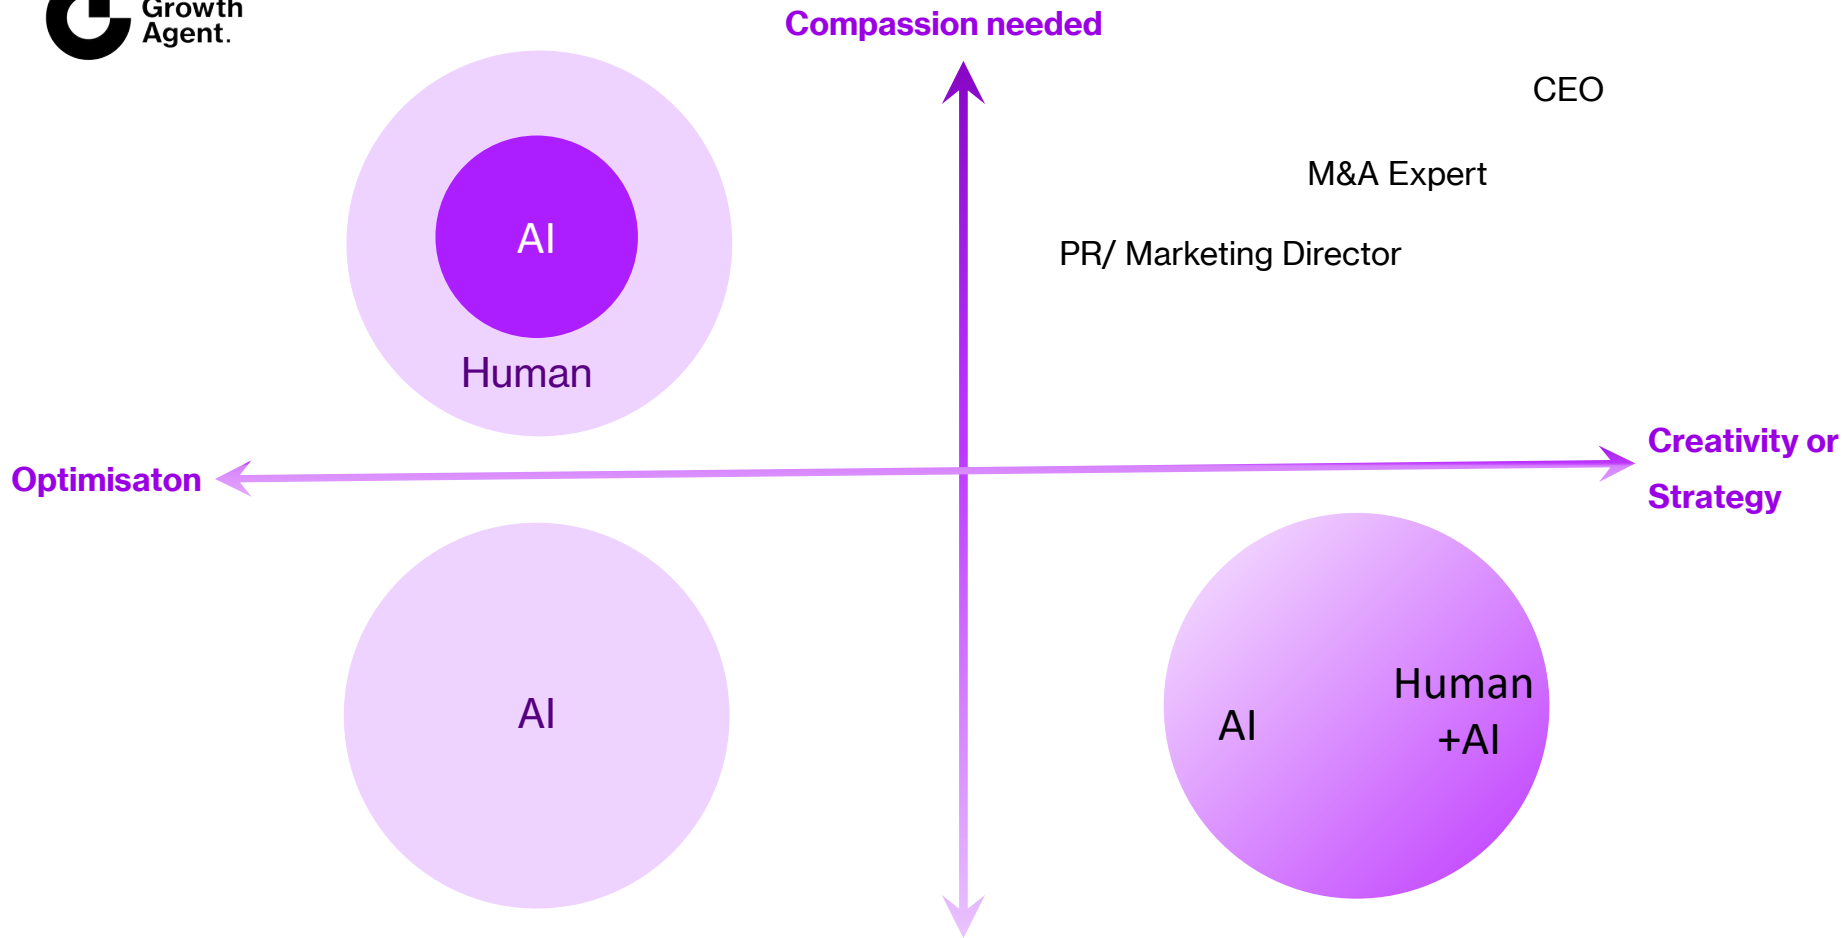 Growth
Agent.
Compassion needed
CEO
M&A Expert
PR/ Marketing Director
AI
Human
Optimisaton
Creativity or
Strategy
AI
AI
Human
+AI